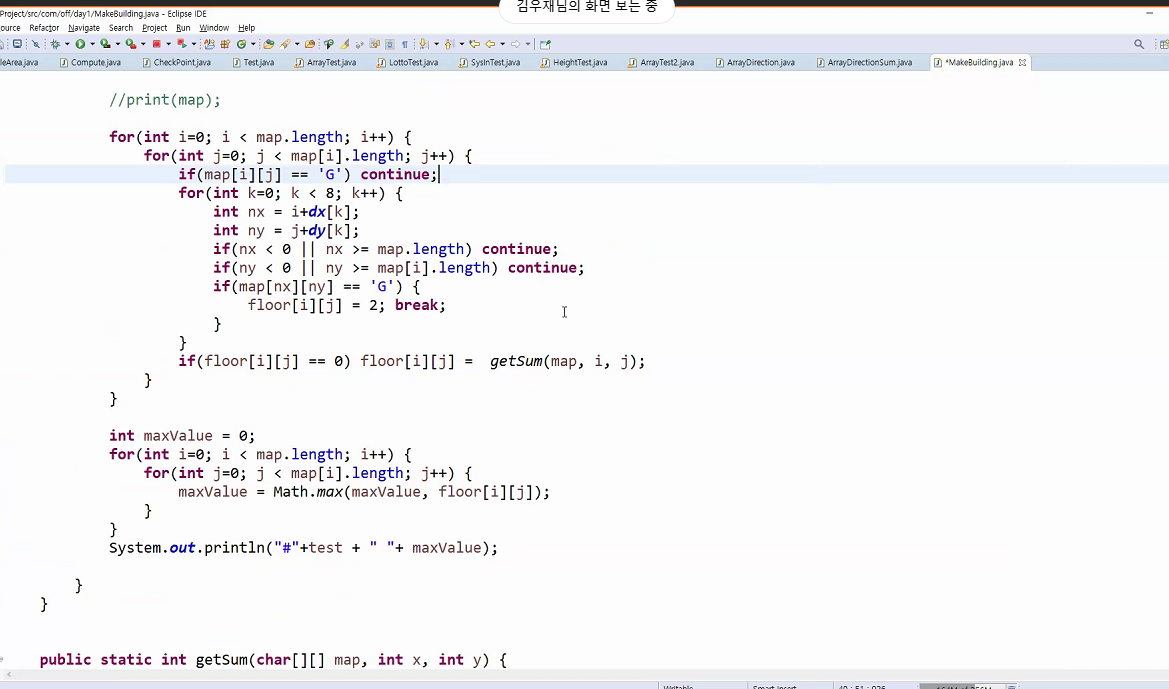 김우재님의 화면 보는 중
Project/src/com/off/day1/MakeBuilding.java - Eclipse IDE
ource Refactor Navigate Search Project Run Window Help
leArea.java Compute.java CheckPoint.java Test.java ArrayTest.java LottoTest.java SysInTest.java HeightTest.java ArrayTest2.java ArrayDirection.java ArrayDirectionSum.java *MakeBuilding.java
//print(map);
for(int i=0; i < map.length; i++) {
for(int j=0; j < map[i].length; j++) {
if(map[i][j] == 'G') continue;
for(int k=0; k < 8; k++) {
int nx = i+dx[k];
int ny = j+dy[k];
if(nx < 0 || nx >= map.length) continue;
if(ny < 0 || ny >= map[i].length) continue;
if(map[nx][ny] == 'G') {
floor[i][j] = 2; break;
}
}
if(floor[i][j] == 0) floor[i][j] =  getSum(map, i, j);
}
}
int maxValue = 0;
for(int i=0; i < map.length; i++) {
for(int j=0; j < map[i].length; j++) {
maxValue = Math.max(maxValue, floor[i][j]);
}
}
System.out.println("#"+test + " "+ maxValue);
}
}
public static int getSum(char[][] map, int x, int y) {
Writable Smart Insert